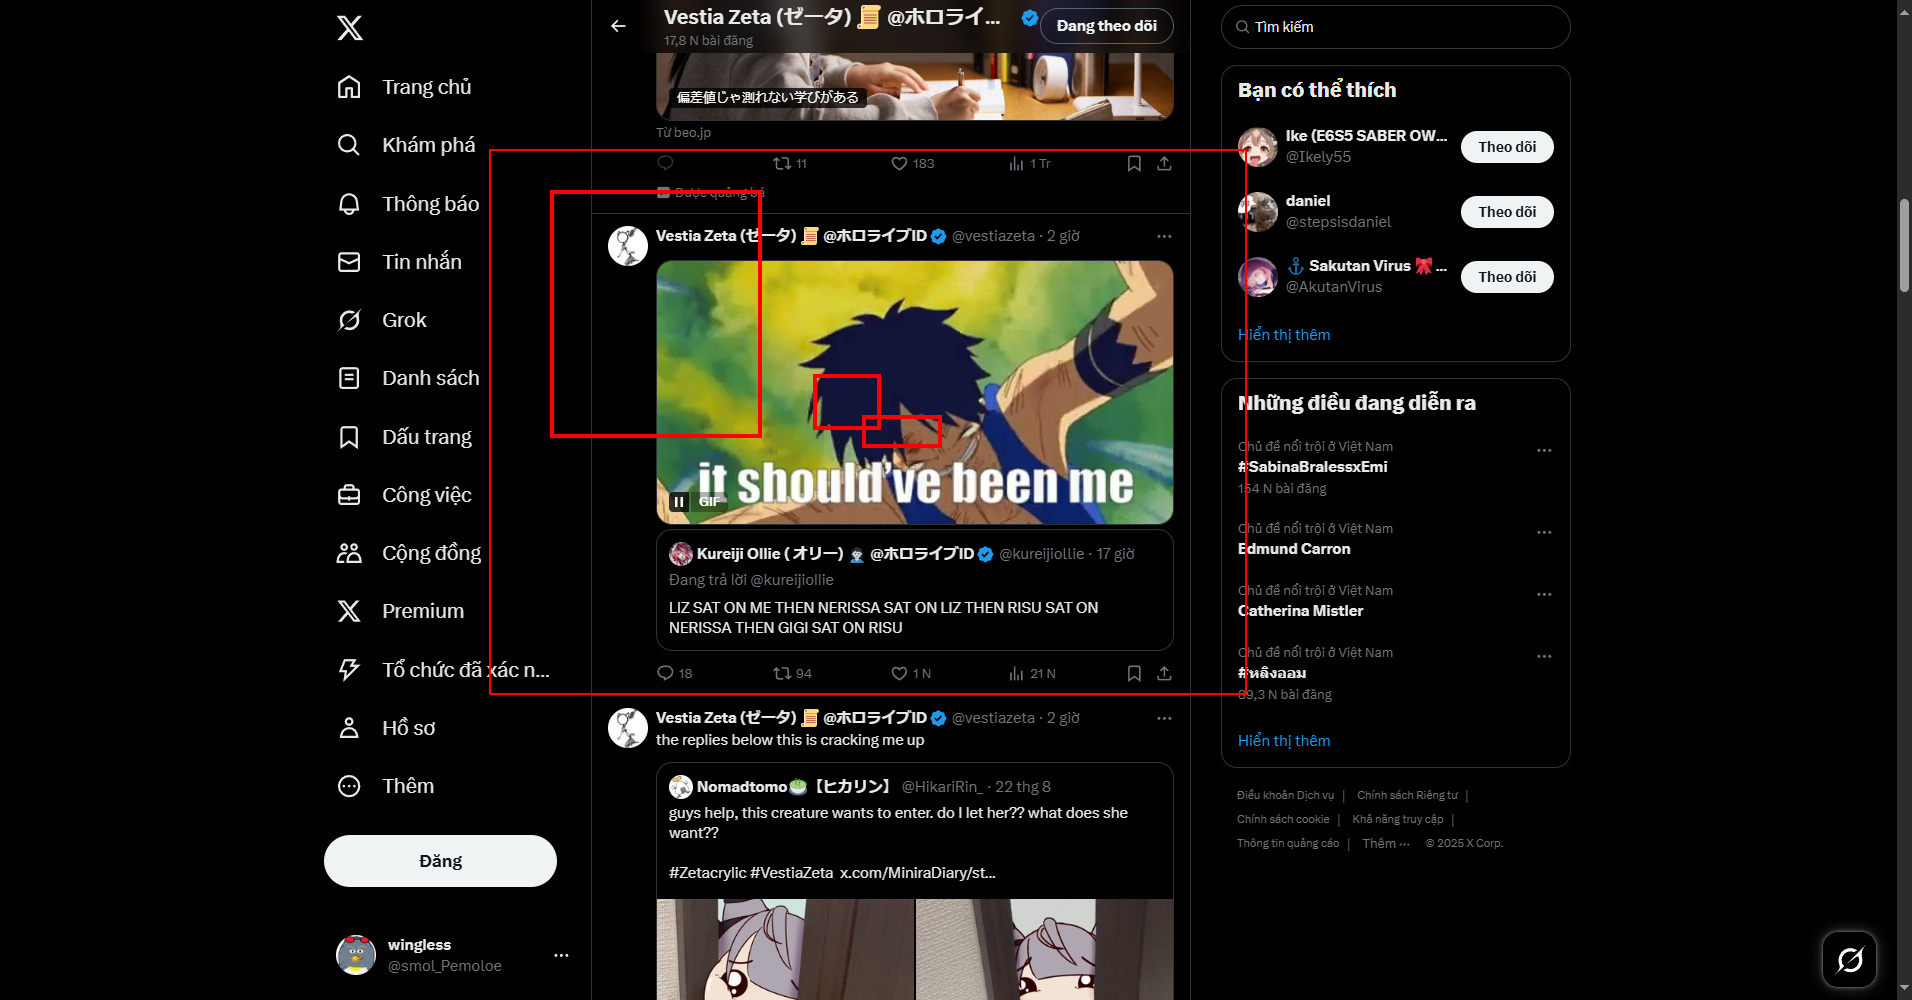 Trang chủ
Khám phá
Thông báo
Tin nhắn
Grok
Danh sách
Dấu trang
Công việc
Cộng đồng
Premium
Tổ chức đã xác n...
Hồ sơ
Thêm
Đăng
wingless
@smol_Pemoloe
Vestia Zeta (ゼータ) 📜 @ホロライ...
17,8 N bài đăng
Đang theo dõi
偏差値じゃ測れない学びがある
Từ beo.jp
11 183 1 Tr
Được quảng bá
Vestia Zeta (ゼータ) 📜 @ホロライブID @vestiazeta · 2 giờ
it should've been me
GIF
Kureiji Ollie ( オリー) 🧟 @ホロライブID @kureijiollie · 17 giờ
Đang trả lời @kureijiollie
LIZ SAT ON ME THEN NERISSA SAT ON LIZ THEN RISU SAT ON
NERISSA THEN GIGI SAT ON RISU
18 94 1 N 21 N
Vestia Zeta (ゼータ) 📜 @ホロライブID @vestiazeta · 2 giờ
the replies below this is cracking me up
Nomadtomo🍵【ヒカリン】 @HikariRin_ · 22 thg 8
guys help, this creature wants to enter. do I let her?? what does she
want??
#Zetacrylic #VestiaZeta x.com/MiniraDiary/st...
Tìm kiếm
Bạn có thể thích
Ike (E6S5 SABER OW...
@Ikely55
Theo dõi
daniel
@stepsisdaniel
Theo dõi
⚓ Sakutan Virus 🎀 ...
@AkutanVirus
Theo dõi
Hiển thị thêm
Những điều đang diễn ra
Chủ đề nổi trội ở Việt Nam
#SabinaBralessxEmi
154 N bài đăng
Chủ đề nổi trội ở Việt Nam
Edmund Carron
Chủ đề nổi trội ở Việt Nam
Catherina Mistler
Chủ đề nổi trội ở Việt Nam
#หลิงออม
89,3 N bài đăng
Hiển thị thêm
Điều khoản Dịch vụ | Chính sách Riêng tư |
Chính sách cookie | Khả năng truy cập |
Thông tin quảng cáo | Thêm ··· © 2025 X Corp.